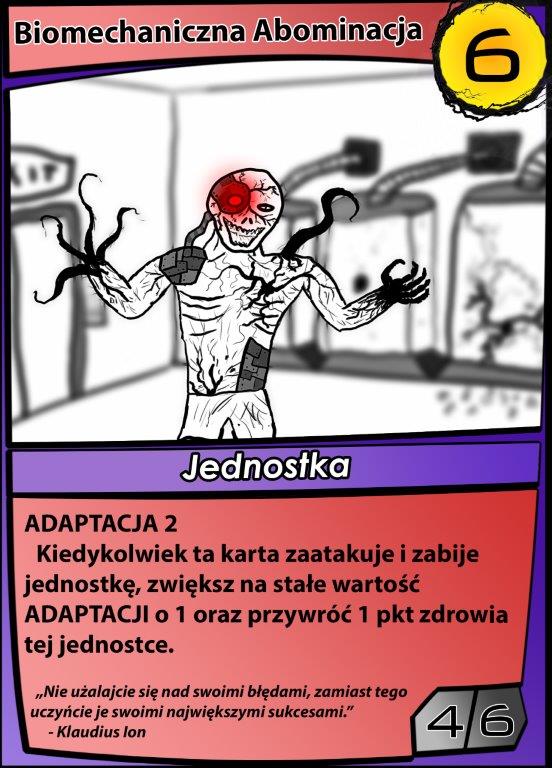 Biomechaniczna Abominacja
6
XIT
Jednostka
ADAPTACJA 2
Kiedykolwiek ta karta zaatakuje i zabije
jednostkę, zwiększ na stałe wartość
ADAPTACJI o 1 oraz przywróć 1 pkt zdrowia
tej jednostce.
„Nie użalajcie się nad swoimi błędami, zamiast tego
uczyńcie je swoimi największymi sukcesami.”
- Klaudius Ion
4 6